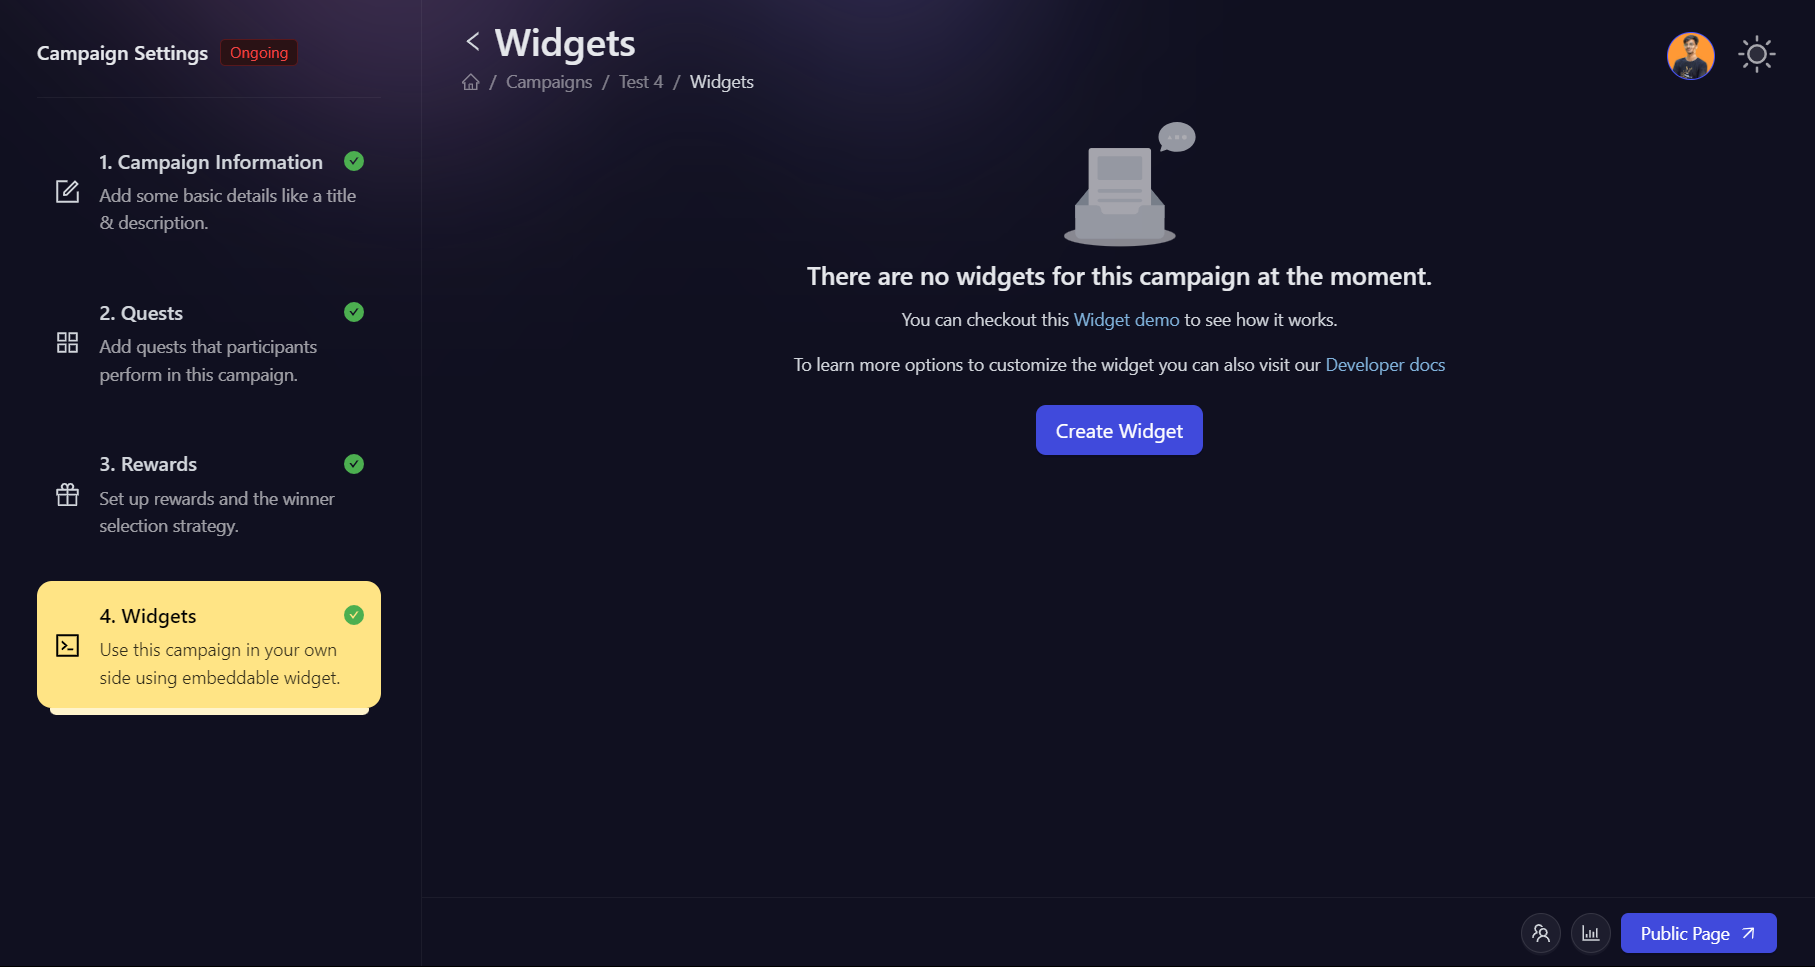 Campaign Settings Ongoing
1. Campaign Information
Add some basic details like a title
& description.
2. Quests
Add quests that participants
perform in this campaign.
3. Rewards
Set up rewards and the winner
selection strategy.
4. Widgets
Use this campaign in your own
side using embeddable widget.
Widgets
/ Campaigns / Test 4 / Widgets
There are no widgets for this campaign at the moment.
You can checkout this Widget demo to see how it works.
To learn more options to customize the widget you can also visit our Developer docs
Create Widget
Public Page